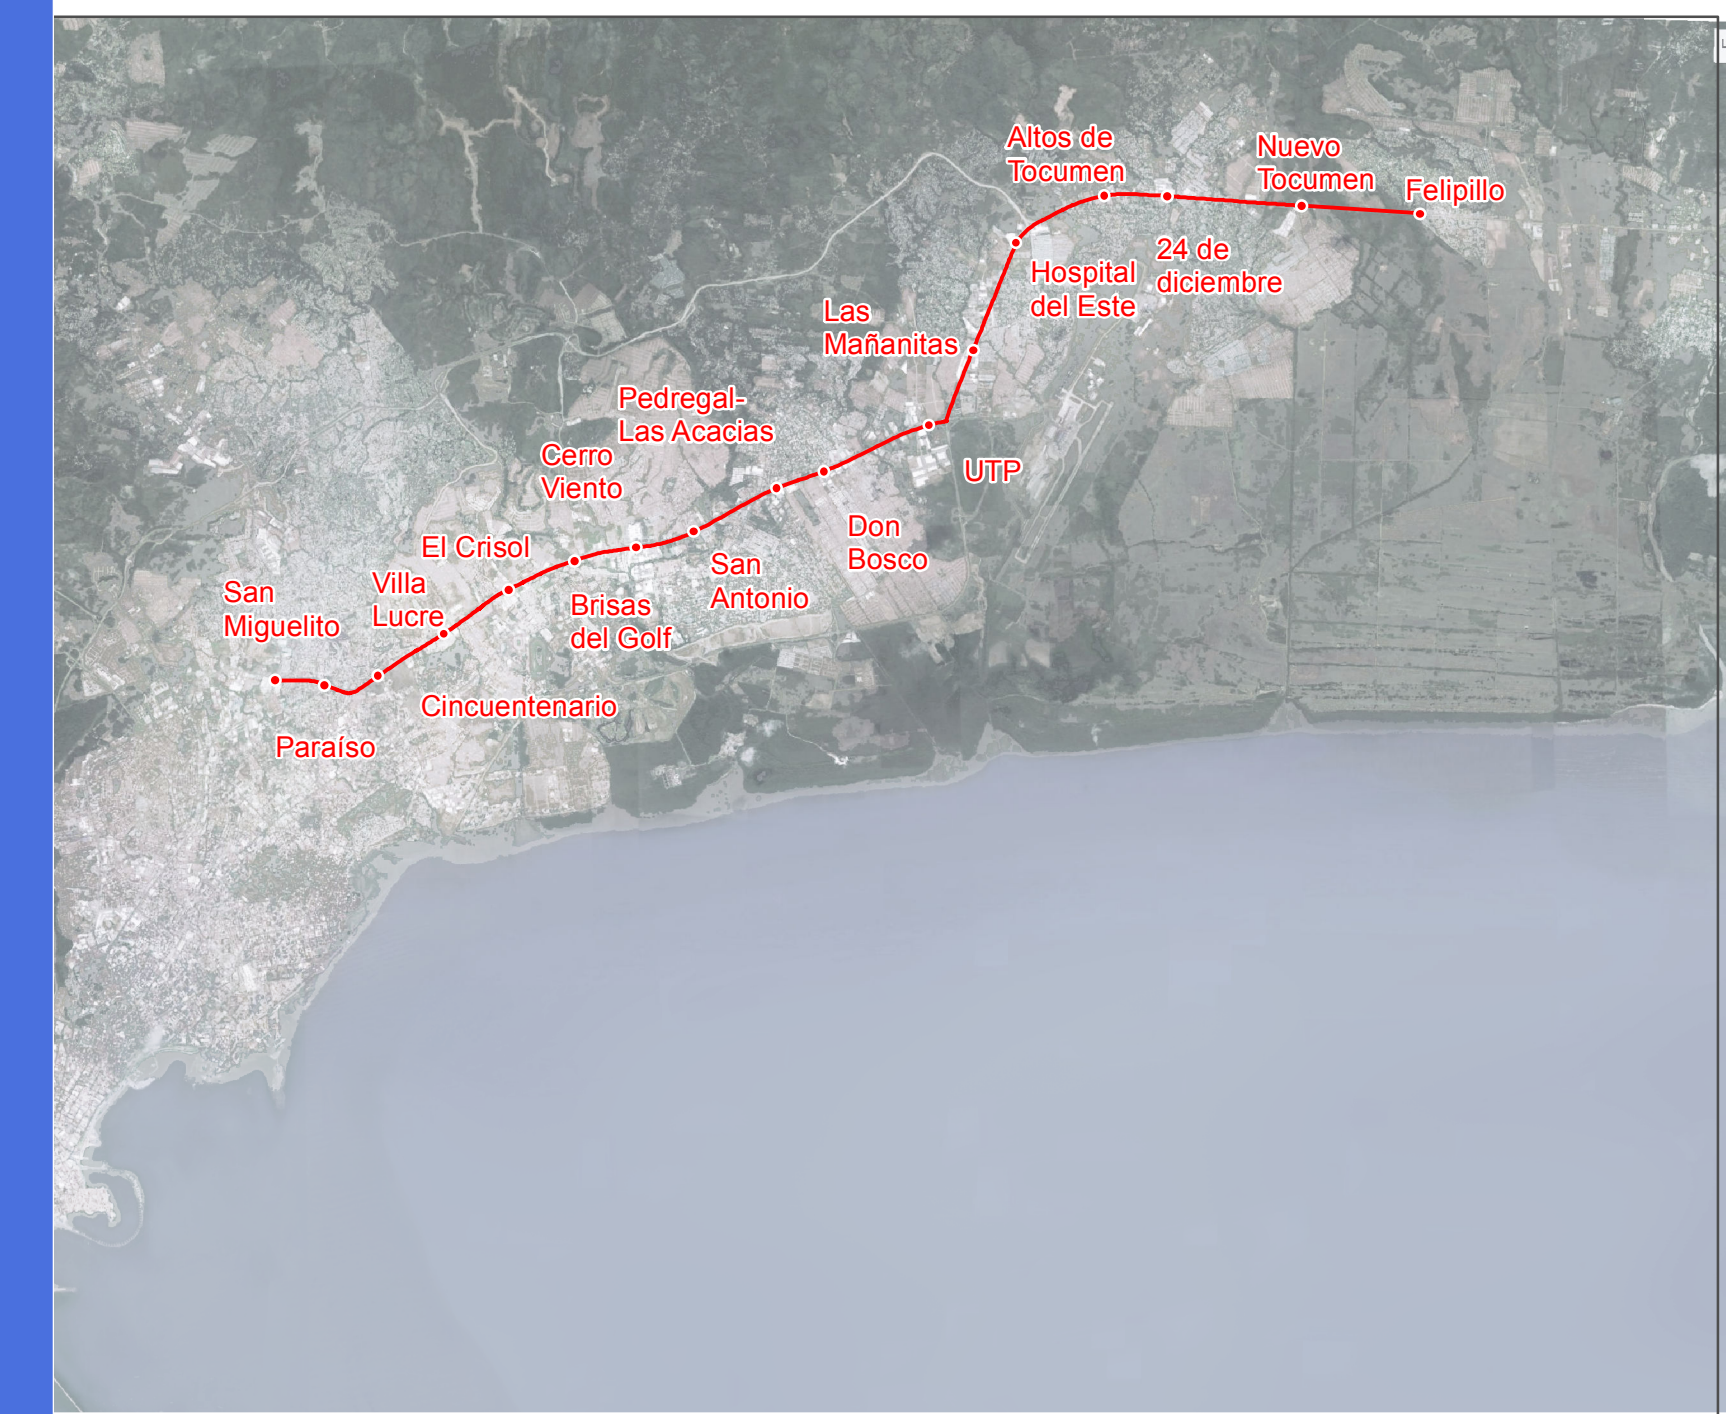 Altos de
Tocumen
Nuevo
Tocumen
Felipillo
24 de
diciembre
Hospital
del Este
Las
Mañanitas
Pedregal-
Las Acacias
Cerro
Viento
UTP
Don
Bosco
El Crisol
San
Antonio
Villa
Lucre
San
Miguelito
Brisas
del Golf
Cincuentenario
Paraíso